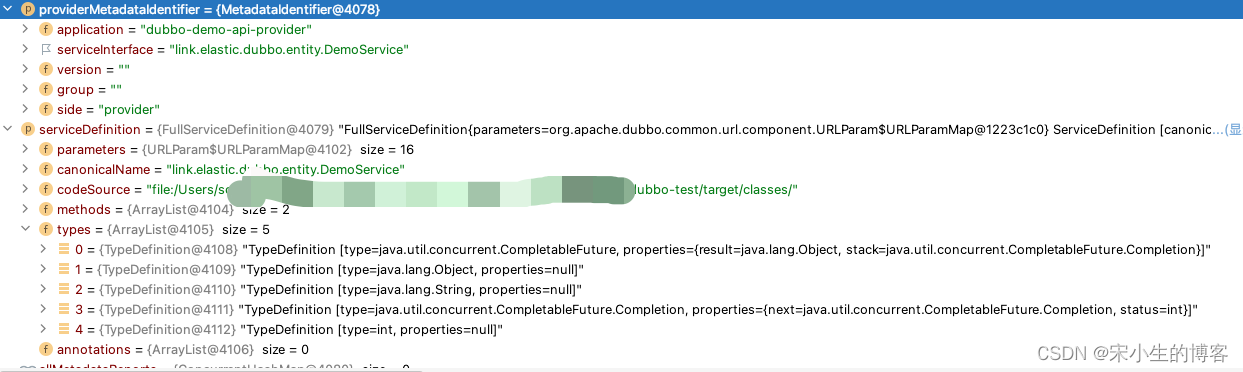 providerMetadataIdentifier = {MetadataIdentifier@4078}
application = "dubbo-demo-api-provider"
serviceInterface = "link.elastic.dubbo.entity.DemoService"
version = ""
group = ""
side = "provider"
serviceDefinition = {FullServiceDefinition@4079} "FullServiceDefinition{parameters=org.apache.dubbo.common.url.component.URLParam$URLParamMap@1223c1c0} ServiceDefinition [canonic...(显
parameters = {URLParam$URLParamMap@4102} size = 16
canonicalName = "link.elastic.dubbo.entity.DemoService"
codeSource = "file:/Users/ dubbo-test/target/classes/"
methods = {ArrayList@4104} size = 2
types = {ArrayList@4105} size = 5
0 = {TypeDefinition@4108} "TypeDefinition [type=java.util.concurrent.CompletableFuture, properties={result=java.lang.Object, stack=java.util.concurrent.CompletableFuture.Completion}]"
1 = {TypeDefinition@4109} "TypeDefinition [type=java.lang.Object, properties=null]"
2 = {TypeDefinition@4110} "TypeDefinition [type=java.lang.String, properties=null]"
3 = {TypeDefinition@4111} "TypeDefinition [type=java.util.concurrent.CompletableFuture.Completion, properties={next=java.util.concurrent.CompletableFuture.Completion, status=int}]"
4 = {TypeDefinition@4112} "TypeDefinition [type=int, properties=null]"
annotations = {ArrayList@4106} size = 0
CSDN @宋小生的博客